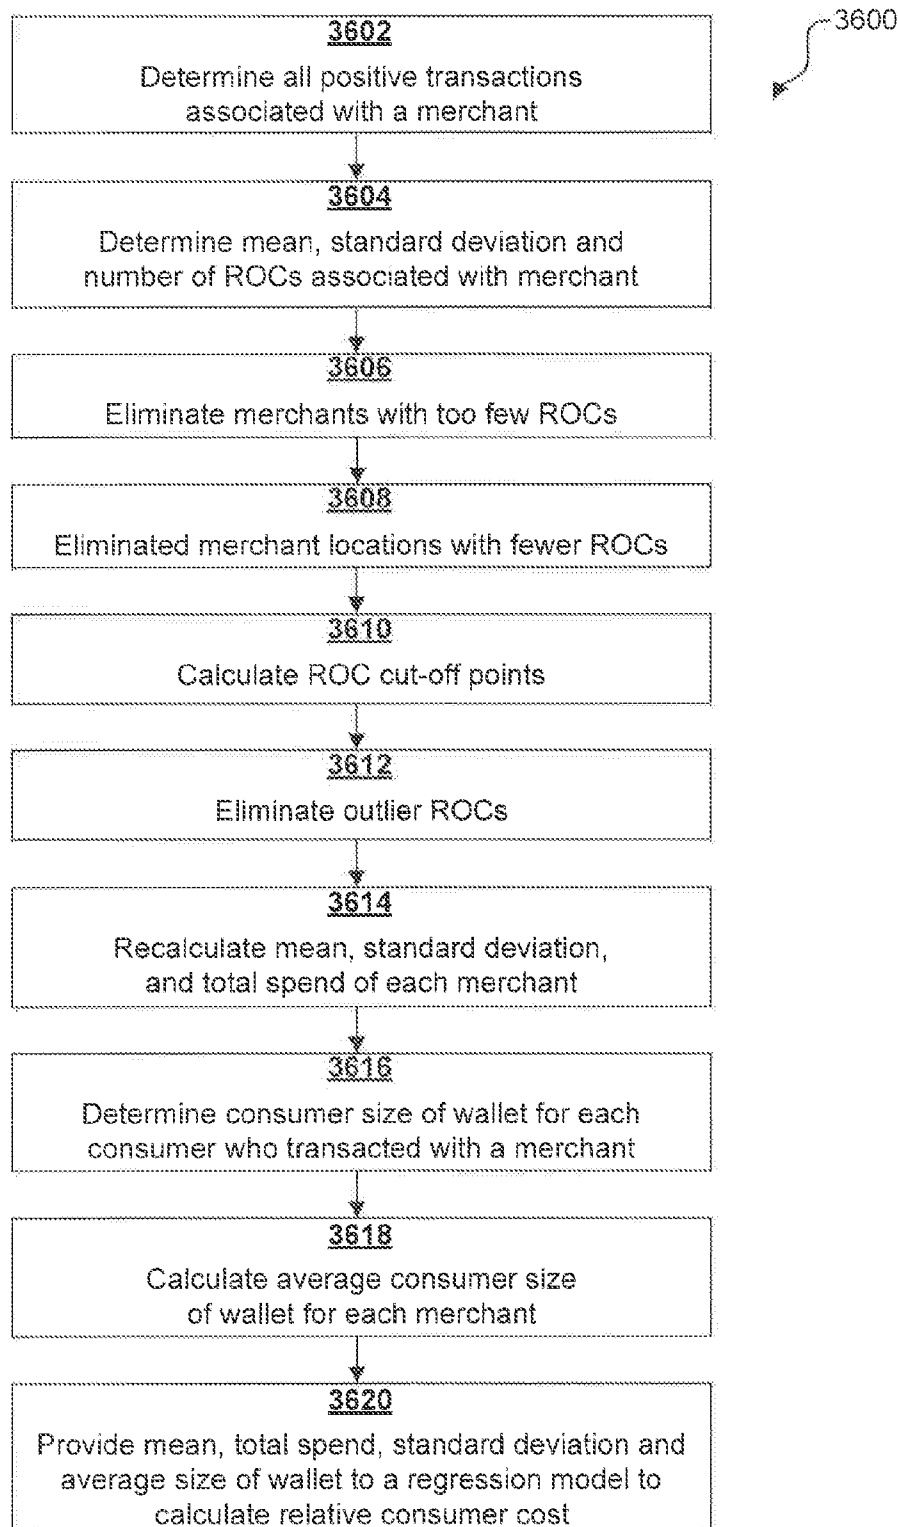 3600
3602
Determine all positive transactions
associated with a merchant
3604
Determine mean, standard deviation and
number of ROCs associated with merchant
3606
Eliminate merchants with too few ROCs
3608
Eliminated merchant locations with fewer ROCs
3610
Calculate ROC cut-off points
3612
Eliminate outlier ROCs
3614
Recalculate mean, standard deviation,
and total spend of each merchant
3616
Determine consumer size of wallet for each
consumer who transacted with a merchant
3618
Calculate average consumer size
of wallet for each merchant
3620
Provide mean, total spend, standard deviation and
average size of wallet to a regression model to
calculate relative consumer cost